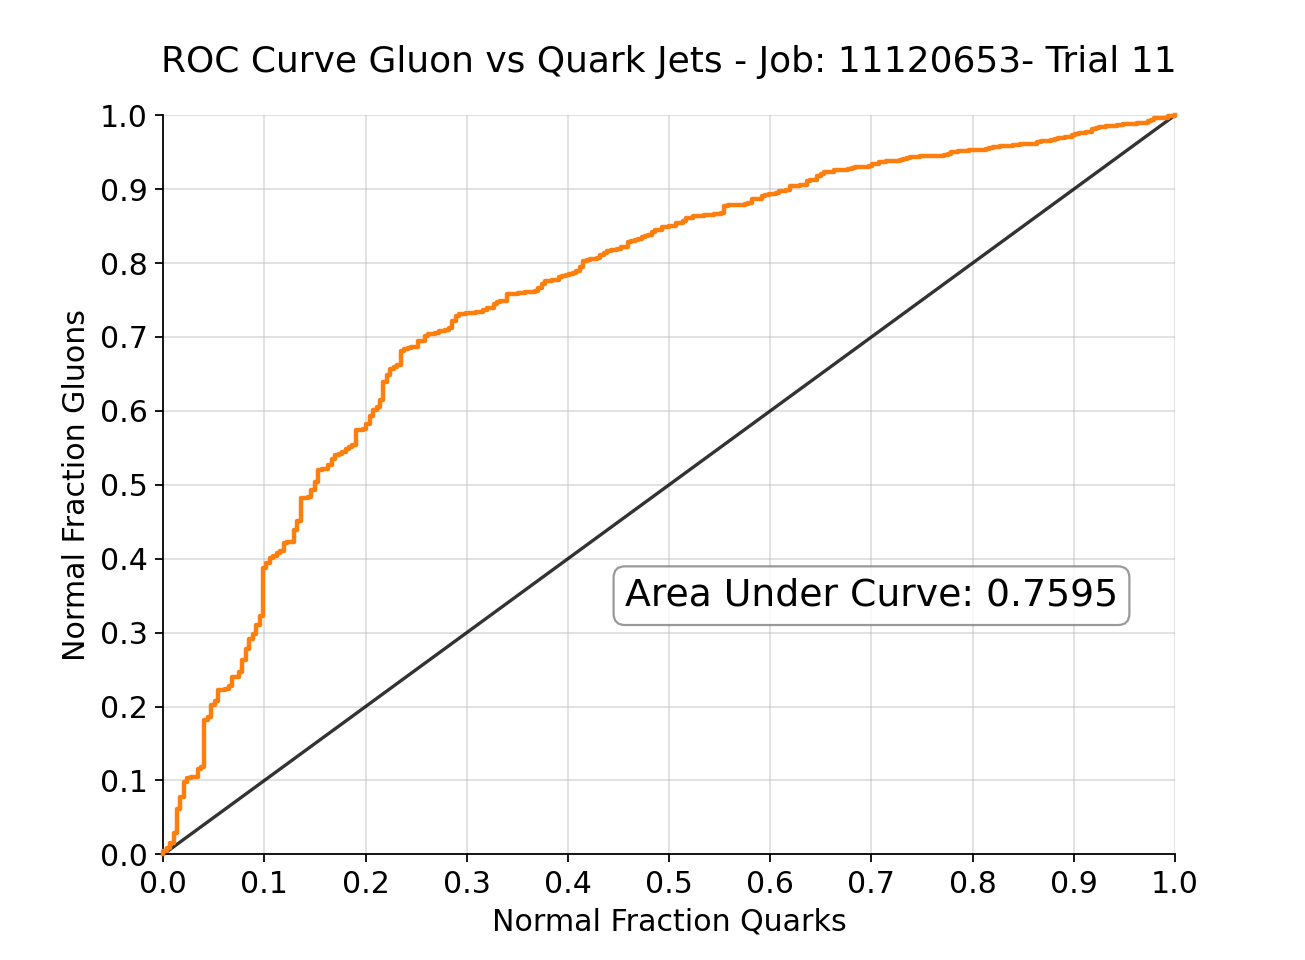 ROC Curve Gluon vs Quark Jets - Job: 11120653- Trial 11
1.0
0.9
0.8
0.7
0.6
0.5
0.4
0.3
0.2
0.1
0.0
Normal Fraction Gluons
Area Under Curve: 0.7595
0.0 0.1 0.2 0.3 0.4 0.5 0.6 0.7 0.8 0.9 1.0
Normal Fraction Quarks